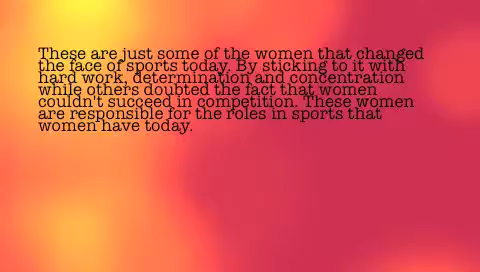 These are just some of the women that changed
the face of sports today. By sticking to it with
hard work, determination and concentration
while others doubted the fact that women
couldn't succeed in competition. These women
are responsible for the roles in sports that
women have today.